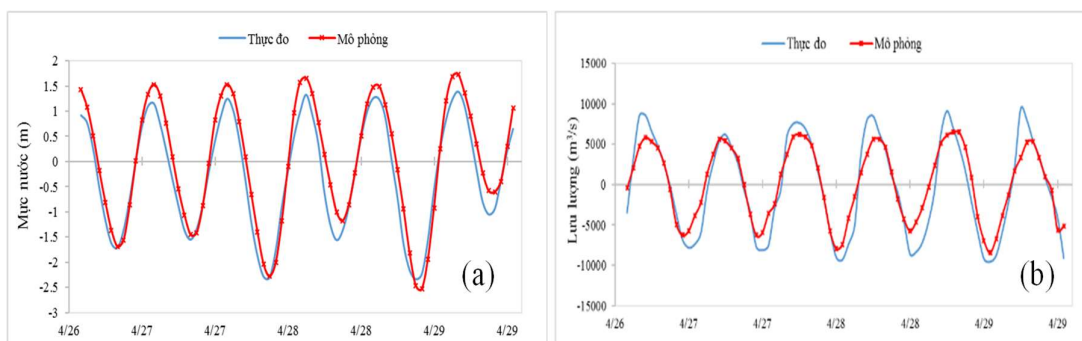 Thực đo Mô phỏng
Mực nước (m)
2
1.5
1
0.5
0
-0.5
-1
-1.5
-2
-2.5
-3
4/26 4/27 4/27 4/28 4/28 4/29 4/29
(a)
Thực đo Mô phỏng
Lưu lượng (m³/s)
15000
10000
5000
0
-5000
-10000
-15000
4/26 4/27 4/27 4/28 4/28 4/29 4/29
(b)